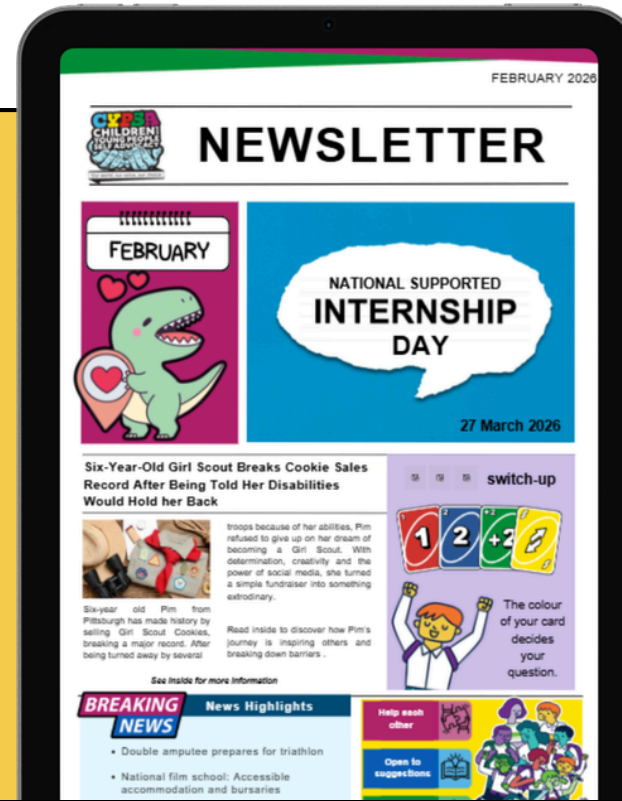 FEBRUARY 2026
CYPSA
CHILDREN
YOUNG PEOPLE
SELF ADVOCACY
NEWSLETTER
FEBRUARY
NATIONAL SUPPORTED
INTERNSHIP
DAY
27 March 2026
Six-Year-Old Girl Scout Breaks Cookie Sales
Record After Being Told Her Disabilities
Would Hold her Back
Six-year old Pim from
Pittsburgh has made history by
selling Girl Scout Cookies,
breaking a major record. After
being turned away by several
troops because of her abilities, Pim
refused to give up on her dream of
becoming a Girl Scout. With
determination, creativity and the
power of social media, she turned
a simple fundraiser into something
extrodinary.
Read inside to discover how Pim's
journey is inspiring others and
breaking down barriers .
See Inside for more Information
switch-up
1
2
+2
2
The colour
of your card
decides
your
question.
BREAKING
NEWS
News Highlights
• Double amputee prepares for triathlon
• National film school: Accessible
accommodation and bursaries
Help each
other
Open to
suggestions